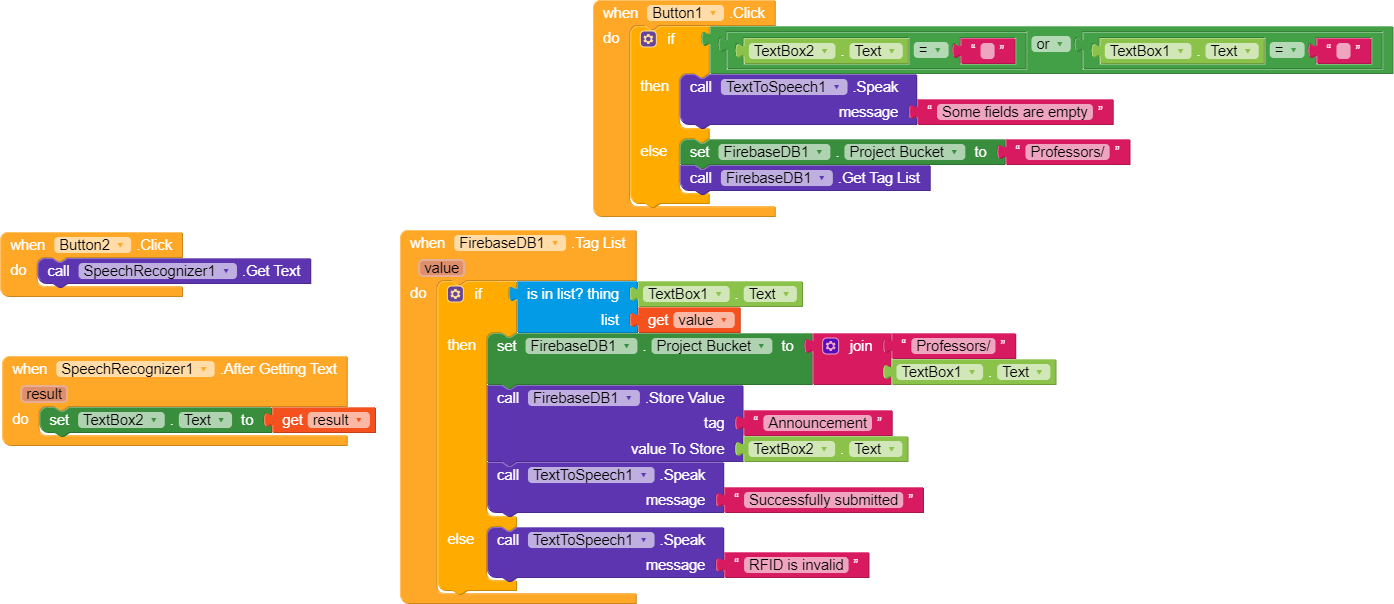 when Button1 .Click
do if TextBox2 . Text = “ ” or TextBox1 . Text = “ ”
then call TextToSpeech1 .Speak
message “ Some fields are empty ”
else set FirebaseDB1 . Project Bucket to “ Professors/ ”
call FirebaseDB1 .Get Tag List
when Button2 .Click
do call SpeechRecognizer1 .Get Text
when SpeechRecognizer1 .After Getting Text
result
do set TextBox2 . Text to get result
when FirebaseDB1 .Tag List
value
do if is in list? thing TextBox1 . Text
list get value
then set FirebaseDB1 . Project Bucket to join “ Professors/ ”
TextBox1 . Text
call FirebaseDB1 .Store Value
tag “ Announcement ”
value To Store TextBox2 . Text
call TextToSpeech1 .Speak
message “ Successfully submitted ”
else call TextToSpeech1 .Speak
message “ RFID is invalid ”